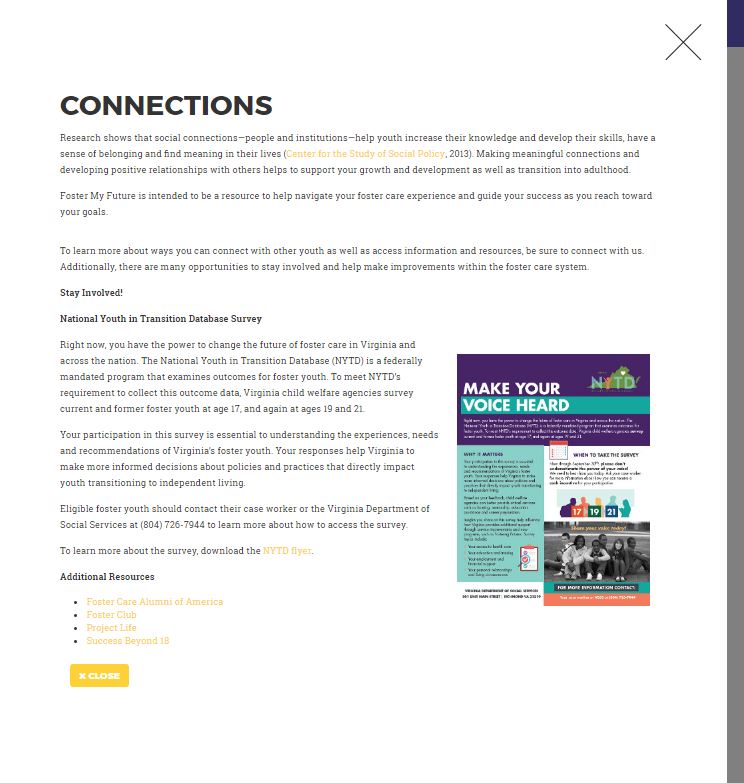 CONNECTIONS
Research shows that social connections—people and institutions—help youth increase their knowledge and develop their skills, have a
sense of belonging and find meaning in their lives (Center for the Study of Social Policy, 2013). Making meaningful connections and
developing positive relationships with others helps to support your growth and development as well as transition into adulthood.
Foster My Future is intended to be a resource to help navigate your foster care experience and guide your success as you reach toward
your goals.
To learn more about ways you can connect with other youth as well as access information and resources, be sure to connect with us.
Additionally, there are many opportunities to stay involved and help make improvements within the foster care system.
Stay Involved!
National Youth in Transition Database Survey
Right now, you have the power to change the future of foster care in Virginia and
across the nation. The National Youth in Transition Database (NYTD) is a federally
mandated program that examines outcomes for foster youth. To meet NYTD's
requirement to collect this outcome data, Virginia child welfare agencies survey
current and former foster youth at age 17, and again at ages 19 and 21.
Your participation in this survey is essential to understanding the experiences, needs
and recommendations of Virginia's foster youth. Your responses help Virginia to
make more informed decisions about policies and practices that directly impact
youth transitioning to independent living.
Eligible foster youth should contact their case worker or the Virginia Department of
Social Services at (804) 726-7944 to learn more about how to access the survey.
To learn more about the survey, download the NYTD flyer.
Additional Resources
Foster Care Alumni of America
Foster Club
Project Life
Success Beyond 18
✖ CLOSE
NYTD
MAKE YOUR
VOICE HEARD
WHY IT MATTERS
WHEN TO TAKE THE SURVEY
17 19 21
Share your voice today!
FOR MORE INFORMATION CONTACT:
VIRGINIA DEPARTMENT OF SOCIAL SERVICES